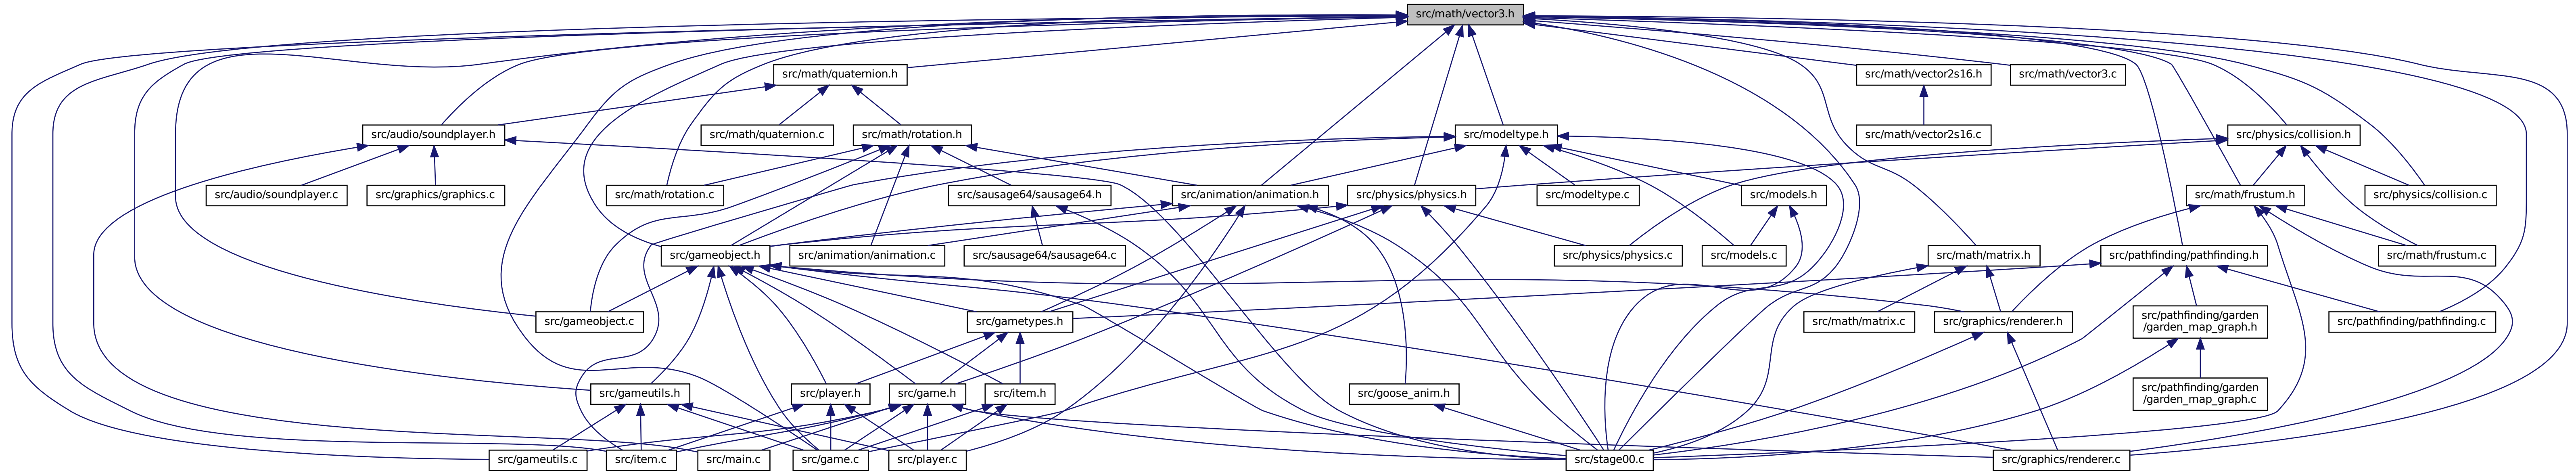 src/math/vector3.h
src/math/quaternion.h
src/math/vector2s16.h
src/math/vector3.c
src/audio/soundplayer.h
src/math/quaternion.c
src/math/rotation.h
src/modeltype.h
src/math/vector2s16.c
src/physics/collision.h
src/audio/soundplayer.c
src/graphics/graphics.c
src/math/rotation.c
src/sausage64/sausage64.h
src/animation/animation.h
src/physics/physics.h
src/modeltype.c
src/models.h
src/math/frustum.h
src/physics/collision.c
src/gameobject.h
src/animation/animation.c
src/sausage64/sausage64.c
src/physics/physics.c
src/models.c
src/math/matrix.h
src/pathfinding/pathfinding.h
src/math/frustum.c
src/gameobject.c
src/gametypes.h
src/math/matrix.c
src/graphics/renderer.h
src/pathfinding/garden
/garden_map_graph.h
src/pathfinding/pathfinding.c
src/gameutils.h
src/player.h
src/game.h
src/item.h
src/goose_anim.h
src/pathfinding/garden
/garden_map_graph.c
src/gameutils.c
src/item.c
src/main.c
src/game.c
src/player.c
src/stage00.c
src/graphics/renderer.c